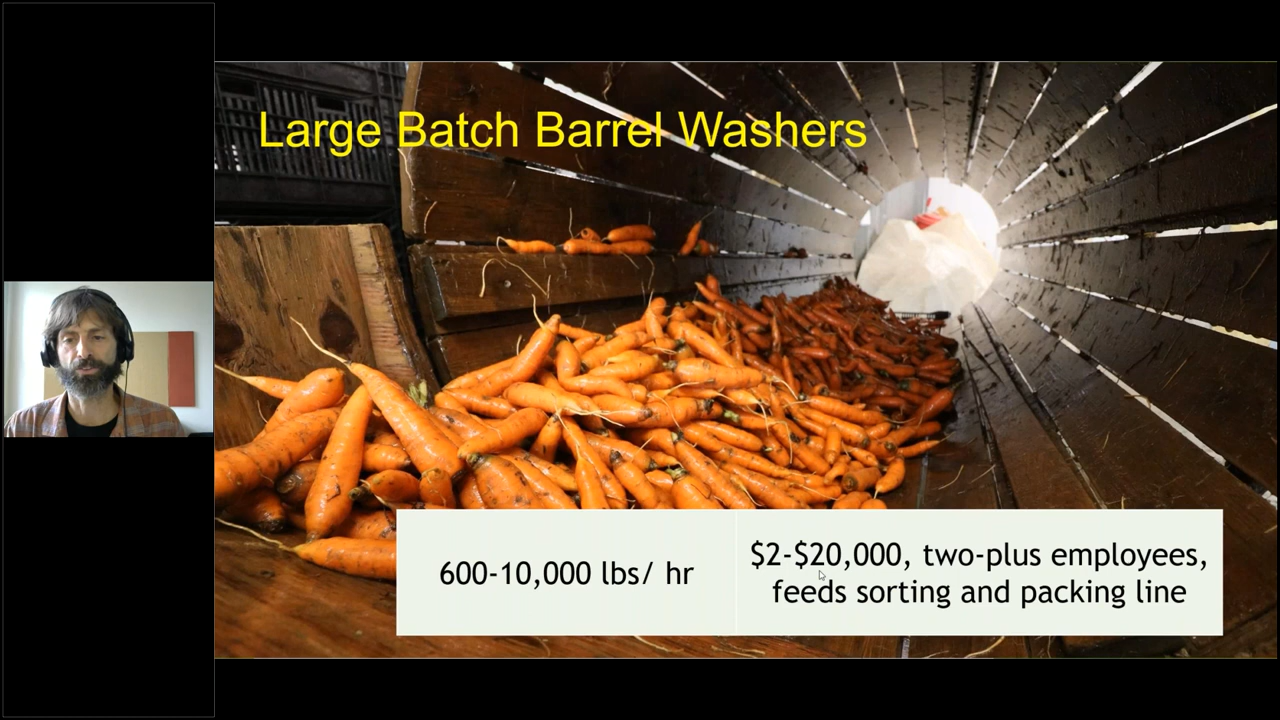 Large Batch Barrel Washers
600-10,000 lbs/ hr
$2-$20,000, two-plus employees,
feeds sorting and packing line